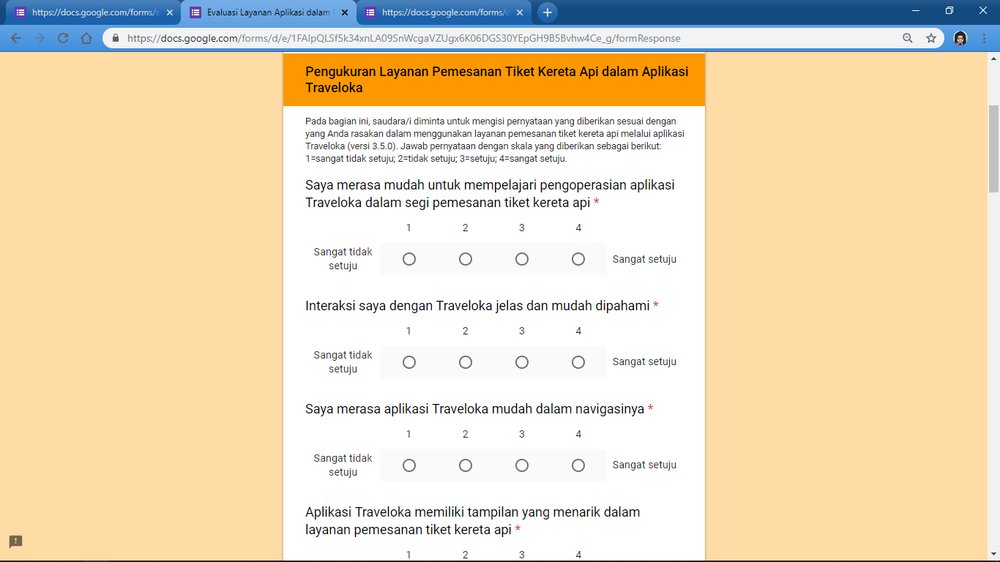 https://docs.google.com/forms/d
Evaluasi Layanan Aplikasi dalam
https://docs.google.com/forms/d
https://docs.google.com/forms/d/e/1FAIpQLSf5k34xnLA09SnWcgaVZUgx6K06DGS30YEpGH9B5Bvhw4Ce_g/formResponse
Pengukuran Layanan Pemesanan Tiket Kereta Api dalam Aplikasi
Traveloka
Pada bagian ini, saudara/i diminta untuk mengisi pernyataan yang diberikan sesuai dengan
yang Anda rasakan dalam menggunakan layanan pemesanan tiket kereta api melalui aplikasi
Traveloka (versi 3.5.0). Jawab pernyataan dengan skala yang diberikan sebagai berikut:
1=sangat tidak setuju; 2=tidak setuju; 3=setuju; 4=sangat setuju.
Saya merasa mudah untuk mempelajari pengoperasian aplikasi
Traveloka dalam segi pemesanan tiket kereta api *
1 2 3 4
Sangat tidak
setuju
Sangat setuju
Interaksi saya dengan Traveloka jelas dan mudah dipahami *
1 2 3 4
Sangat tidak
setuju
Sangat setuju
Saya merasa aplikasi Traveloka mudah dalam navigasinya *
1 2 3 4
Sangat tidak
setuju
Sangat setuju
Aplikasi Traveloka memiliki tampilan yang menarik dalam
layanan pemesanan tiket kereta api *
1 2 3 4